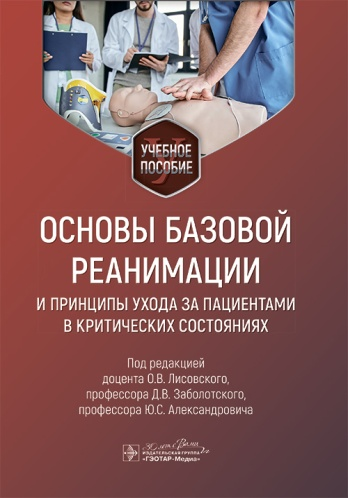 УЧЕБНОЕ
ПОСОБИЕ
ОСНОВЫ БАЗОВОЙ
РЕАНИМАЦИИ
И ПРИНЦИПЫ УХОДА ЗА ПАЦИЕНТАМИ
В КРИТИЧЕСКИХ СОСТОЯНИЯХ
Под редакцией
доцента О.В. Лисовского,
профессора Д.В. Заболотского,
профессора Ю.С. Александровича
ИЗДАТЕЛЬСКАЯ ГРУППА
«ГЭОТАР-Медиа»